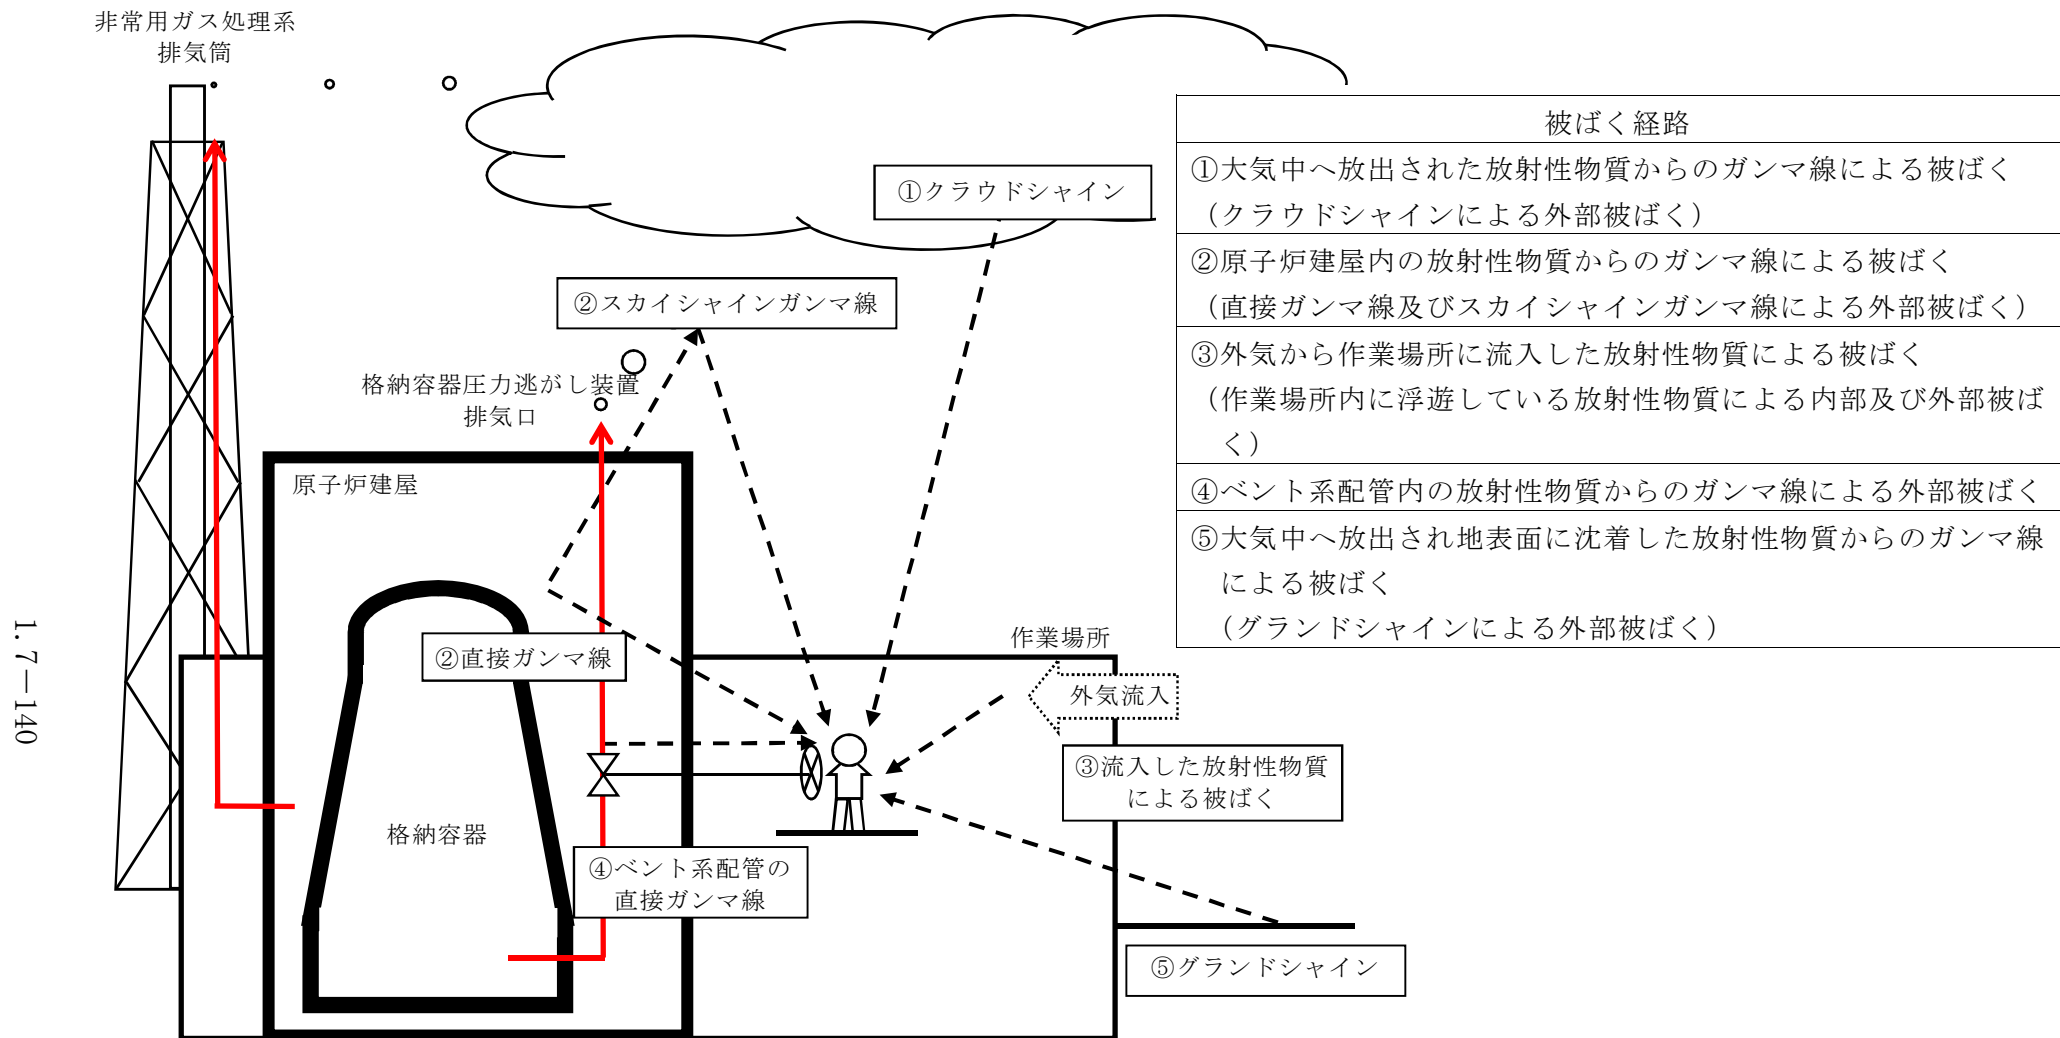 非常用ガス処理系
排気筒
①クラウドシャイン
②スカイシャインガンマ線
格納容器圧力逃がし装置
排気口
原子炉建屋
②直接ガンマ線
作業場所
外気流入
③流入した放射性物質
による被ばく
格納容器
④ベント系配管の
直接ガンマ線
⑤グランドシャイン
被ばく経路
①大気中へ放出された放射性物質からのガンマ線による被ばく
（クラウドシャインによる外部被ばく）
②原子炉建屋内の放射性物質からのガンマ線による被ばく
（直接ガンマ線及びスカイシャインガンマ線による外部被ばく）
③外気から作業場所に流入した放射性物質による被ばく
（作業場所内に浮遊している放射性物質による内部及び外部被ば
く）
④ベント系配管内の放射性物質からのガンマ線による外部被ばく
⑤大気中へ放出され地表面に沈着した放射性物質からのガンマ線
による被ばく
（グランドシャインによる外部被ばく）
1.7－140